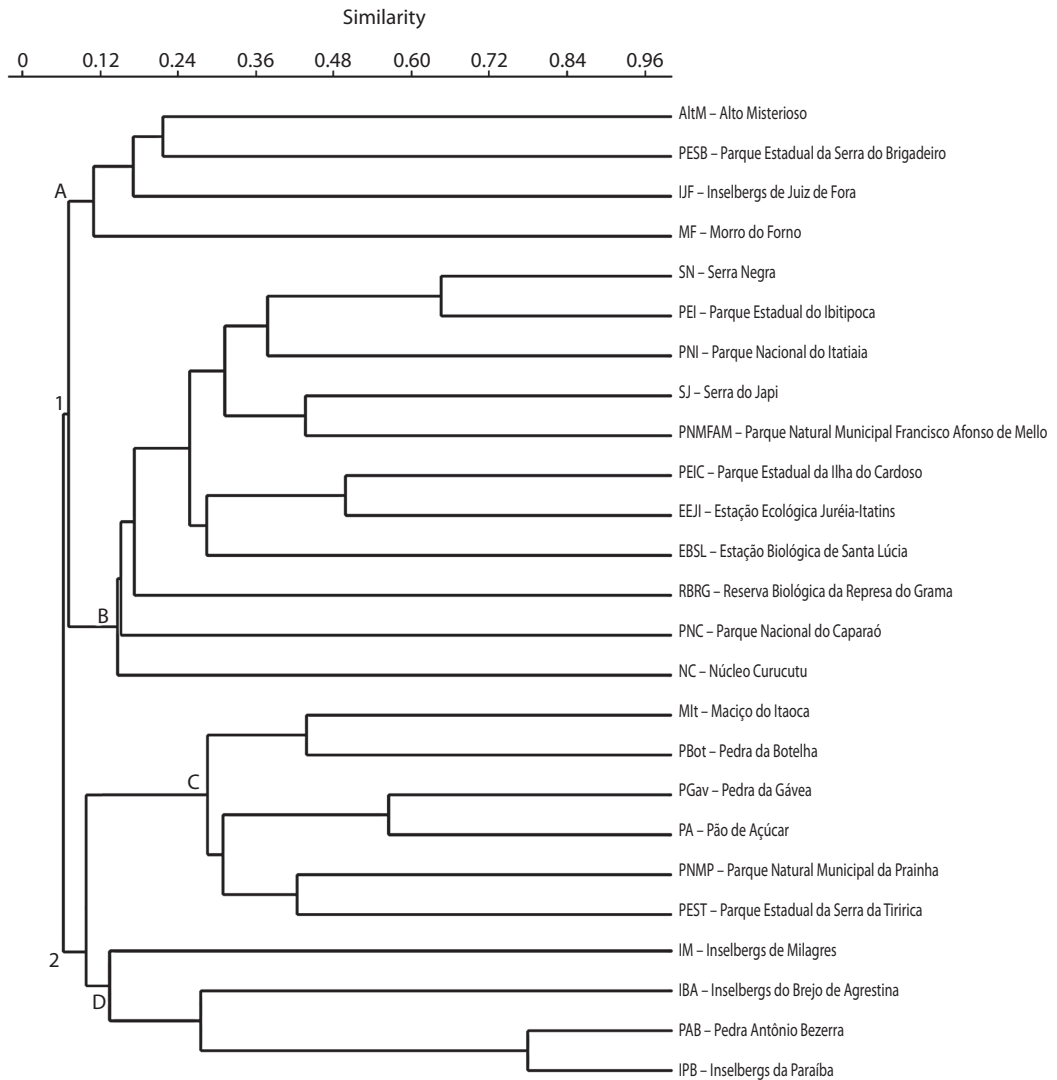 Similarity
0 0.12 0.24 0.36 0.48 0.60 0.72 0.84 0.96
AltM – Alto Misterioso
PESB – Parque Estadual da Serra do Brigadeiro
A
IJF – Inselbergs de Juiz de Fora
MF – Morro do Forno
SN – Serra Negra
PEI – Parque Estadual do Ibitipoca
PNI – Parque Nacional do Itatiaia
SJ – Serra do Japi
1
PNMFAM – Parque Natural Municipal Francisco Afonso de Mello
PEIC – Parque Estadual da Ilha do Cardoso
EEJI – Estação Ecológica Juréia-Itatins
EBSL – Estação Biológica de Santa Lúcia
RBRG – Reserva Biológica da Represa do Grama
B
PNC – Parque Nacional do Caparaó
NC – Núcleo Curucutu
MIt – Maciço do Itaoca
PBot – Pedra da Botelha
C
PGav – Pedra da Gávea
PA – Pão de Açúcar
PNMP – Parque Natural Municipal da Prainha
PEST – Parque Estadual da Serra da Tiririca
IM – Inselbergs de Milagres
2
IBA – Inselbergs do Brejo de Agrestina
D
PAB – Pedra Antônio Bezerra
IPB – Inselbergs da Paraíba